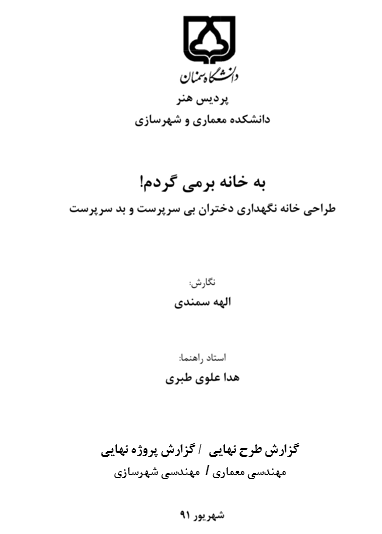 دانشگاه سمنان
پردیس هنر
دانشکده معماری و شهرسازی
به خانه برمی گردم!
طراحی خانه نگهداری دختران بی سرپرست و بد سرپرست
نگارش:
الهه سمندی
استاد راهنما:
هدا علوی طبری
گزارش طرح نهایی / گزارش پروژه نهایی
مهندسی معماری / مهندسی شهرسازی
شهریور ۹۱